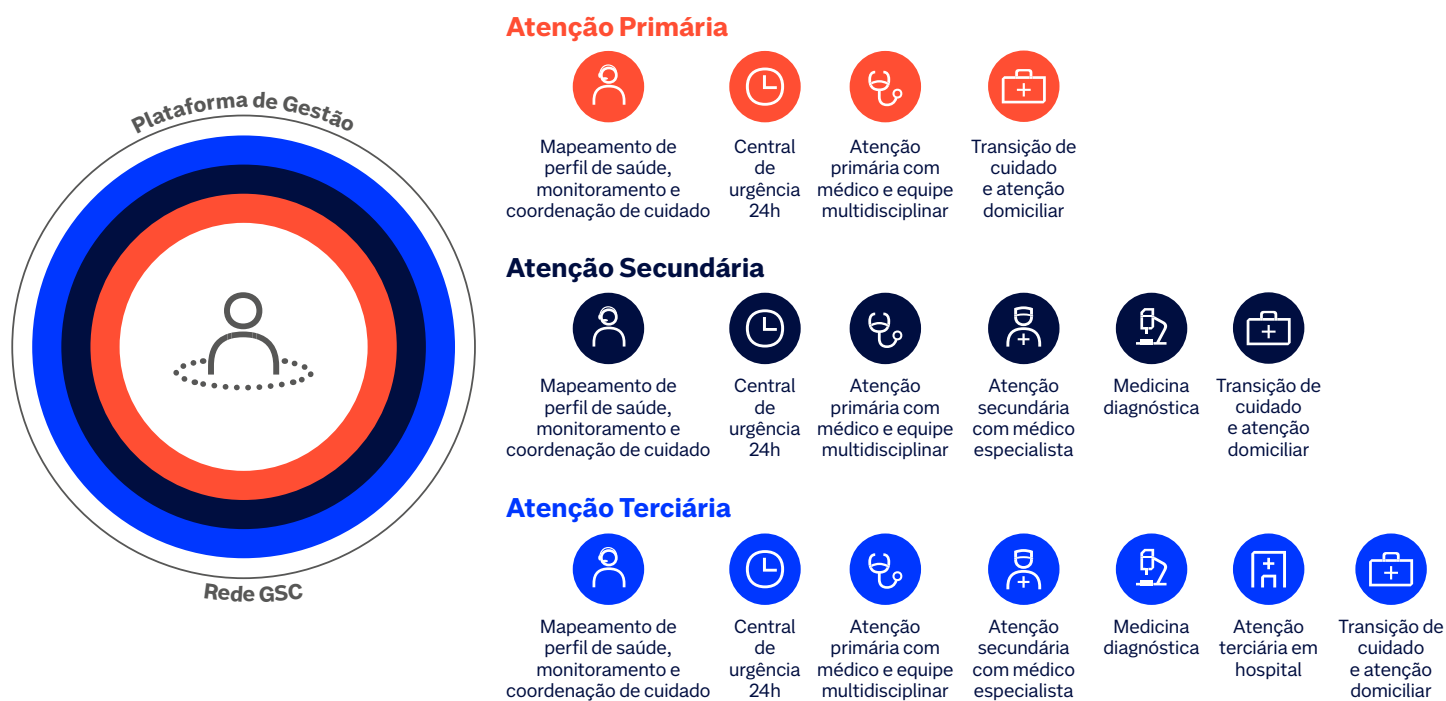 Plataforma de Gestão
Rede GSC
Atenção Primária
Mapeamento de
perfil de saúde,
monitoramento e
coordenação de cuidado
Central
de
urgência
24h
Atenção
primária com
médico e equipe
multidisciplinar
Transição de
cuidado
e atenção
domiciliar
Atenção Secundária
Mapeamento de
perfil de saúde,
monitoramento e
coordenação de cuidado
Central
de
urgência
24h
Atenção
primária com
médico e equipe
multidisciplinar
Atenção
secundária
com médico
especialista
Medicina
diagnóstica
Transição de
cuidado
e atenção
domiciliar
Atenção Terciária
Mapeamento de
perfil de saúde,
monitoramento e
coordenação de cuidado
Central
de
urgência
24h
Atenção
primária com
médico e equipe
multidisciplinar
Atenção
secundária
com médico
especialista
Medicina
diagnóstica
Atenção
terciária em
hospital
Transição de
cuidado
e atenção
domiciliar